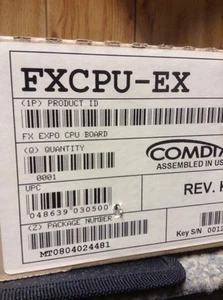 FXCPU-EX
(1P) PRODUCT ID
FX EXPO CPU BOARD
(Q) QUANTITY
0001
COMDI
ASSEMBLED IN US
UPC
REV.
048639 030500
(Z) PACKAGE NUMBER
Key S/N 0012
MT0804024481